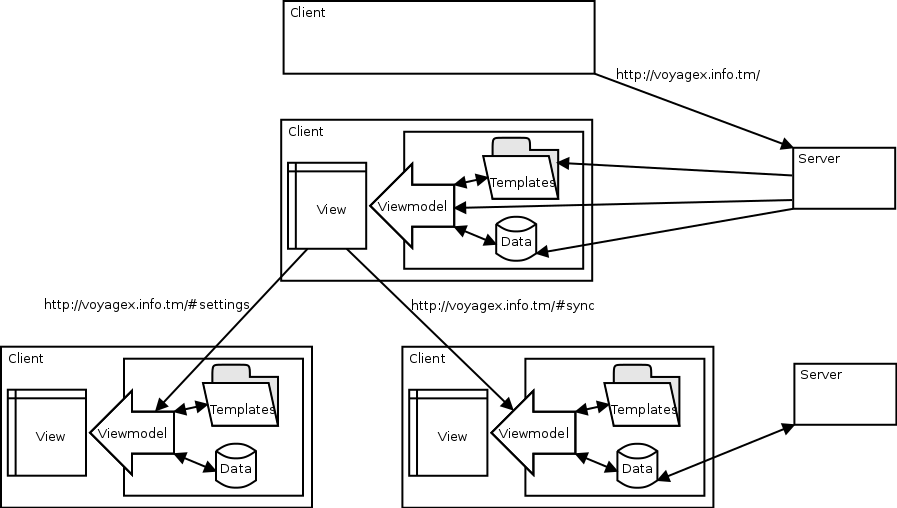 Client
http://voyagex.info.tm/
Server
Client
View
Viewmodel
Templates
Data
http://voyagex.info.tm/#settings
http://voyagex.info.tm/#sync
Client
View
Viewmodel
Templates
Data
Client
View
Viewmodel
Templates
Data
Server